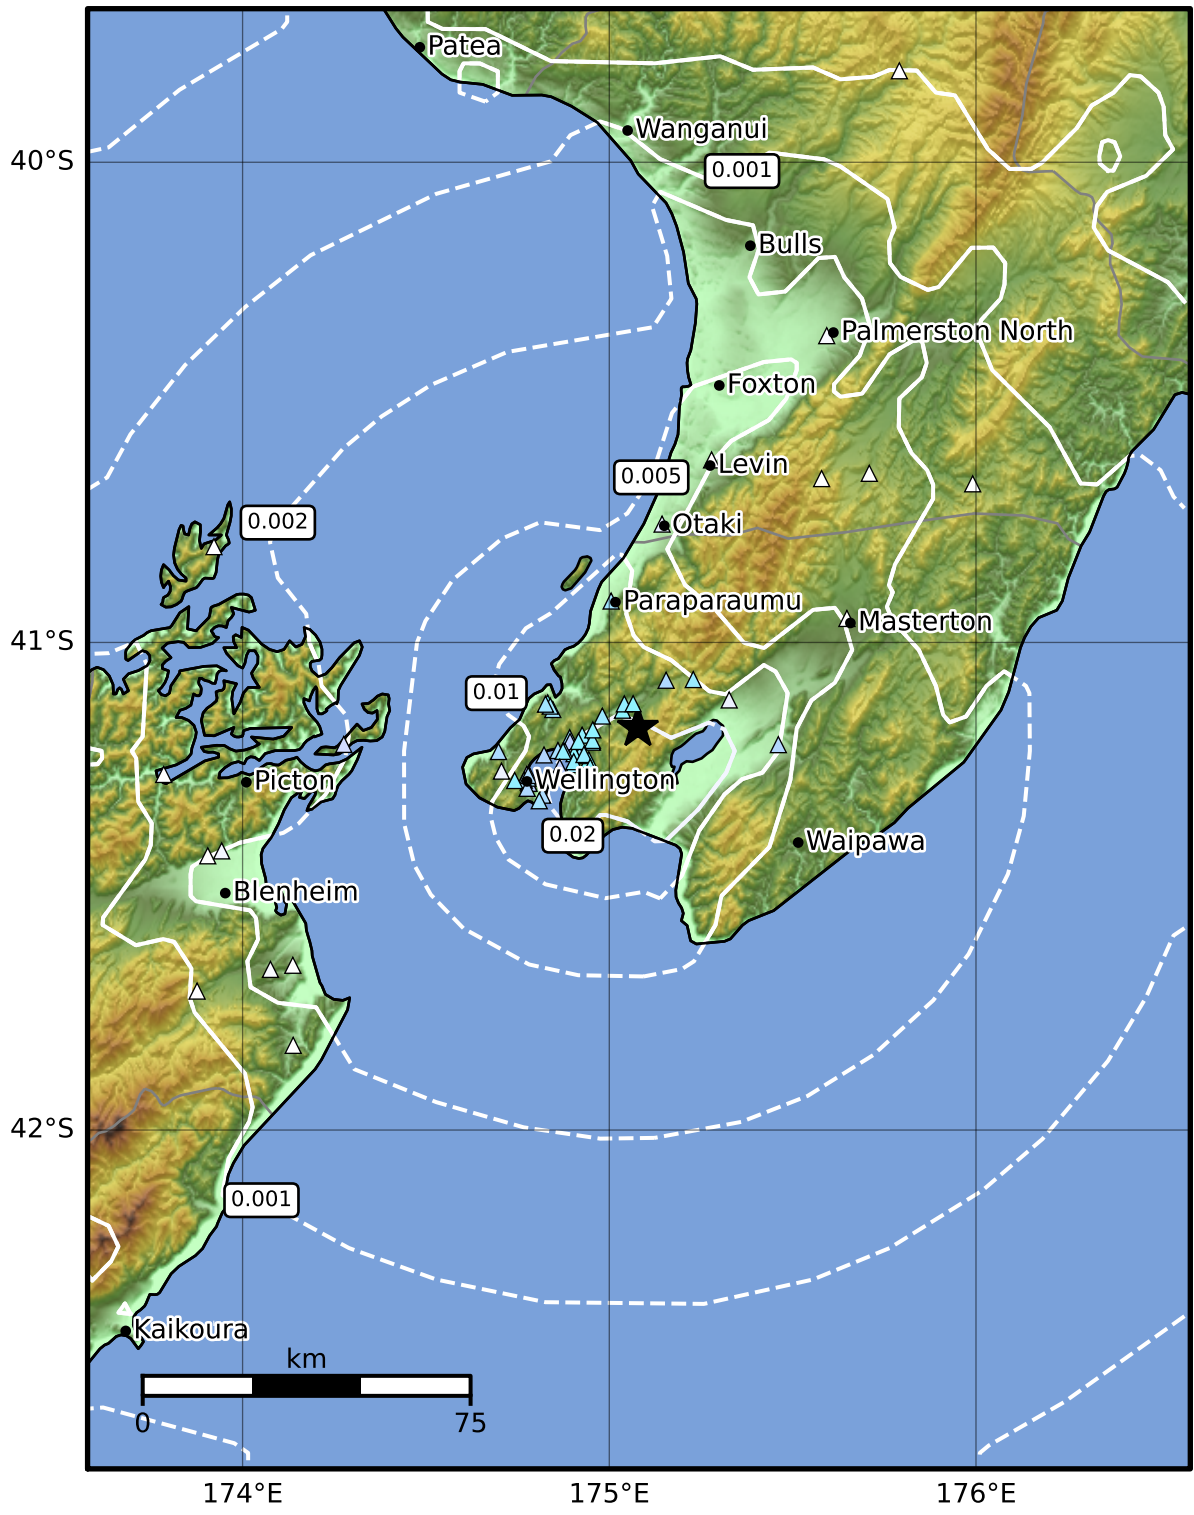 Patea
Wanganui
40°S
0.001
Bulls
Palmerston North
Foxton
Levin
0.005
0.002
Otaki
Paraparaumu
Masterton
41°S
0.01
Picton
Wellington
0.02
Waipawa
Blenheim
42°S
0.001
Kaikoura
km
0
75
174°E
175°E
176°E